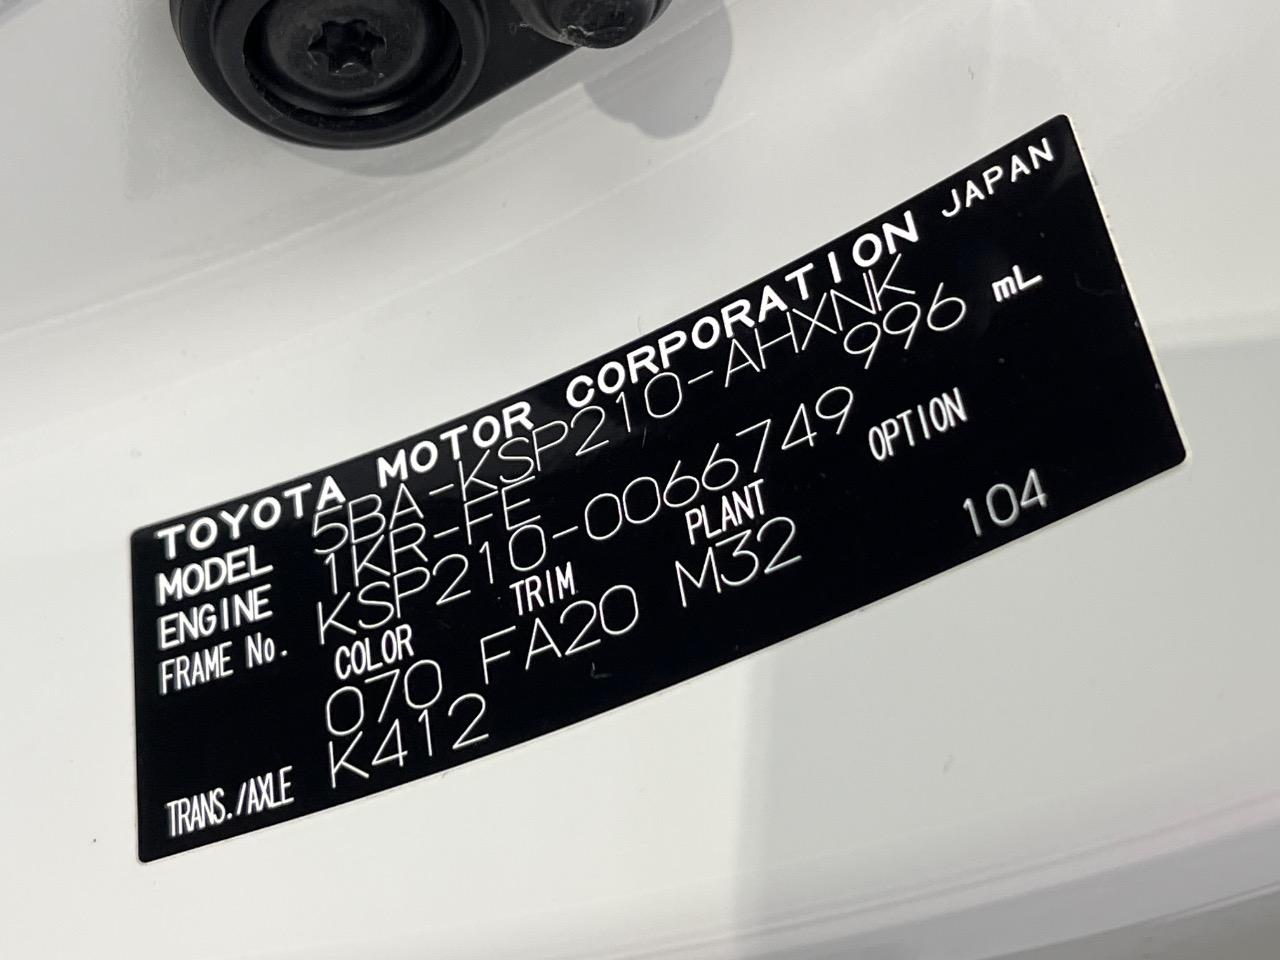 TOYOTA MOTOR CORPORATION JAPAN
MODEL 5BA-KSP210-AHXNK
ENGINE 1KR-FE 996 mL
FRAME No. KSP210-0066749
COLOR TRIM PLANT OPTION
070 FA20 M32 104
TRANS./AXLE K412